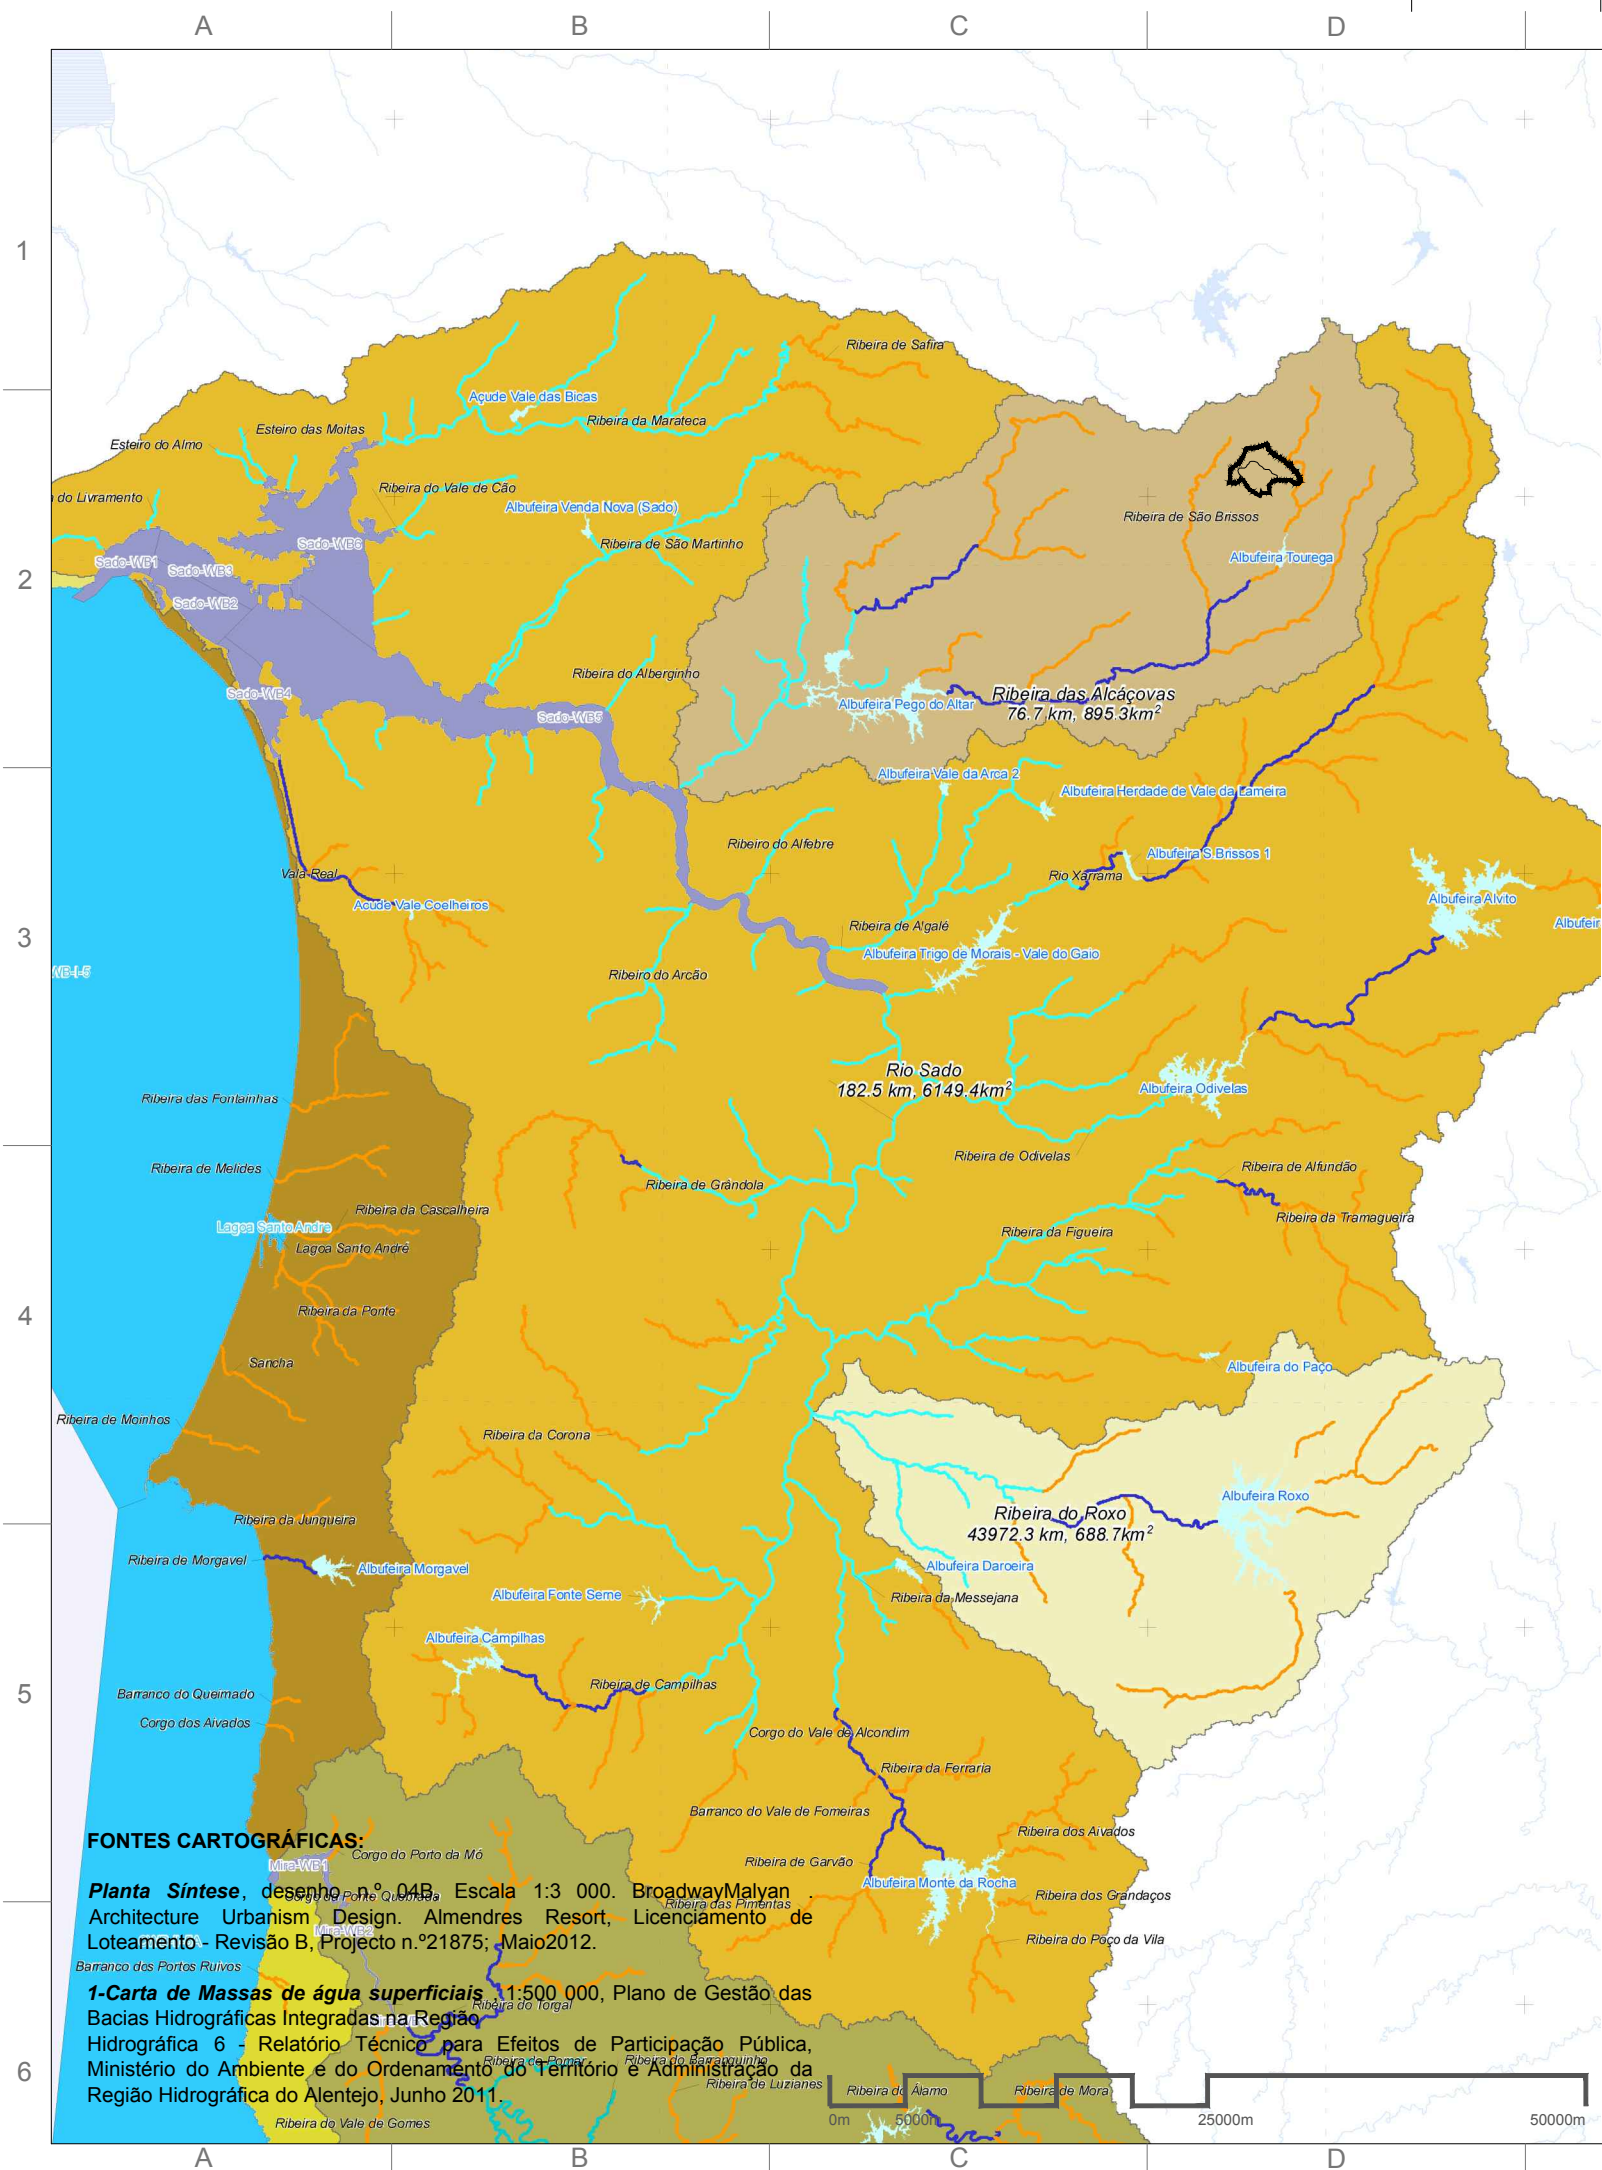 A B C D
1
2
3
4
5
6
Ribeira de Safira
Açude Vale das Bicas
Ribeira da Marateca
Esteiro das Moitas
Esteiro do Almo
do Livramento
Ribeira do Vale de Cão
Albufeira Venda Nova (Sado)
Ribeira de São Martinho
Ribeira de São Brissos
Albufeira Tourega
Sado-WB1
Sado-WB3
Sado-WB6
Sado-WB2
Sado-WB4
Sado-WB5
Ribeira do Alberginho
Albufeira Pego do Altar
Ribeira das Alcáçovas
76.7 km, 895.3km²
Albufeira Vale da Arca 2
Albufeira Herdade de Vale da Lameira
Ribeiro do Alfebre
Albufeira S Brissos 1
Rio Xarrama
Vala Real
Acude Vale Coelheiros
Albufeira Alvito
Albufeir
Ribeira de Algalé
Albufeira Trigo de Morais - Vale do Gaio
WB-I-5
Ribeiro do Arcão
Rio Sado
182.5 km, 6149.4km²
Albufeira Odivelas
Ribeira das Fontainhas
Ribeira de Odivelas
Ribeira de Melides
Ribeira de Grândola
Ribeira de Alfundão
Ribeira da Tramagueira
Ribeira da Cascalheira
Lagoa Santo Andre
Lagoa Santo André
Ribeira da Figueira
Ribeira da Ponte
Sancha
Albufeira do Paço
Ribeira de Moinhos
Ribeira da Corona
Albufeira Roxo
Ribeira do Roxo
43972.3 km, 688.7km²
Ribeira da Junqueira
Ribeira de Morgavel
Albufeira Morgavel
Albufeira Daroeira
Albufeira Fonte Serne
Ribeira da Messejana
Albufeira Campilhas
Ribeira de Campilhas
Barranco do Queimado
Corgo dos Aivados
Corgo do Vale de Alcondim
Ribeira da Ferraria
Barranco do Vale de Forneiras
Ribeira dos Aivados
FONTES CARTOGRÁFICAS:
Corgo do Porto da Mó
Mira-WB1
Ribeira de Garvão
Albufeira Monte da Rocha
Ribeira dos Grandaços
Corgo da Ponte Quebrada
Ribeira das Pimentas
Planta Síntese, desenho n.º 04B, Escala 1:3 000. BroadwayMalyan .
Architecture Urbanism Design. Almendres Resort, Licenciamento de
Loteamento - Revisão B, Projecto n.º21875; Maio2012.
Mira-WB2
Ribeira do Poço da Vila
Barranco dos Portos Ruivos
1-Carta de Massas de água superficiais , 1:500 000, Plano de Gestão das
Bacias Hidrográficas Integradas na Região
Hidrográfica 6 - Relatório Técnico para Efeitos de Participação Pública,
Ministério do Ambiente e do Ordenamento do Território e Administração da
Região Hidrográfica do Alentejo, Junho 2011.
Ribeira do Torgal
Ribeira de Pomar
Ribeira do Barranquinho
Ribeira de Luzianes
Ribeira do Álamo
Ribeira de Mora
Ribeira do Vale de Gomes
0m 5000m 25000m 50000m
A B C D